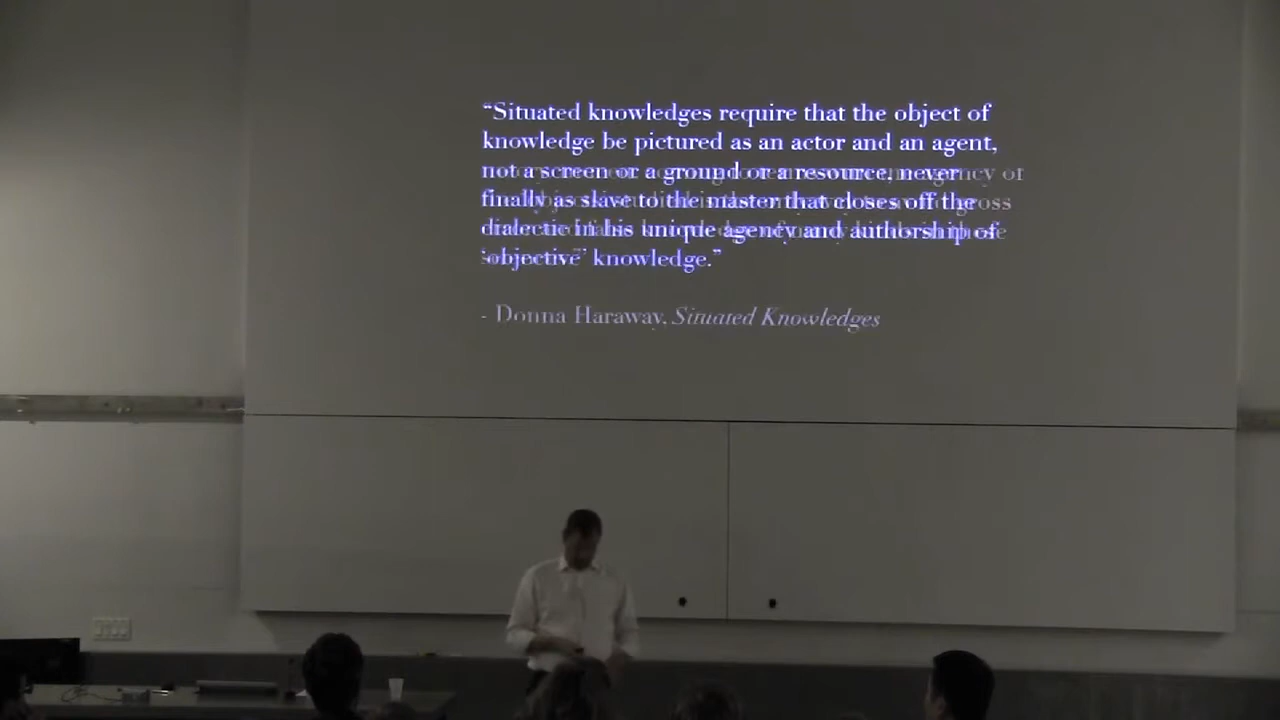 “Situated knowledges require that the object of
knowledge be pictured as an actor and an agent,
not a screen or a ground or a resource, never
finally as slave to the master that closes off the
dialectic in his unique agency and authorship of
‘objective’ knowledge.”
- Donna Haraway, Situated Knowledges